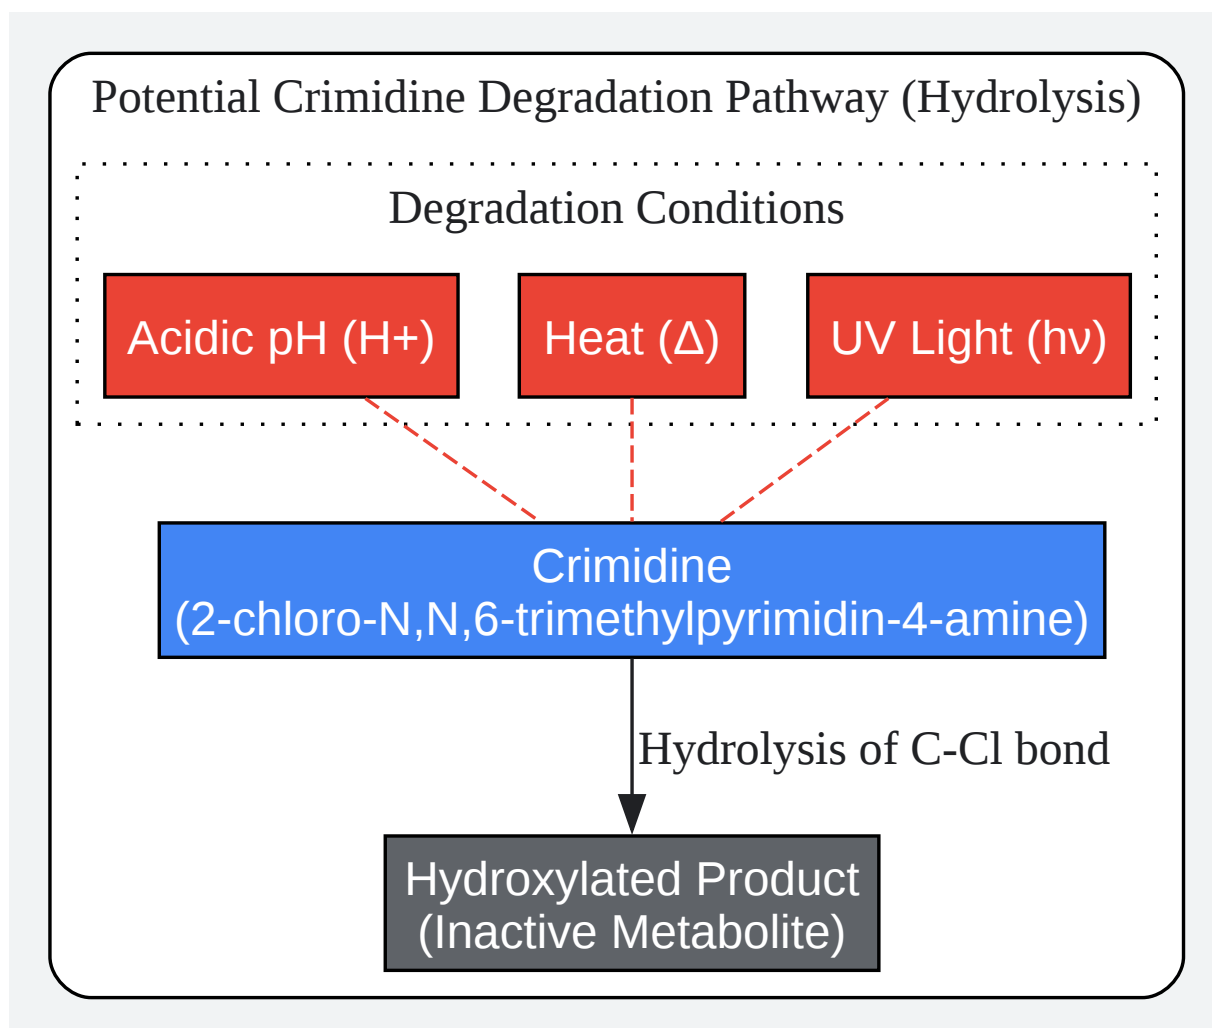 Potential Crimidine Degradation Pathway (Hydrolysis)
Degradation Conditions
Acidic pH (H+)
Heat (Δ)
UV Light (hν)
Crimidine
(2-chloro-N,N,6-trimethylpyrimidin-4-amine)
Hydrolysis of C-Cl bond
Hydroxylated Product
(Inactive Metabolite)